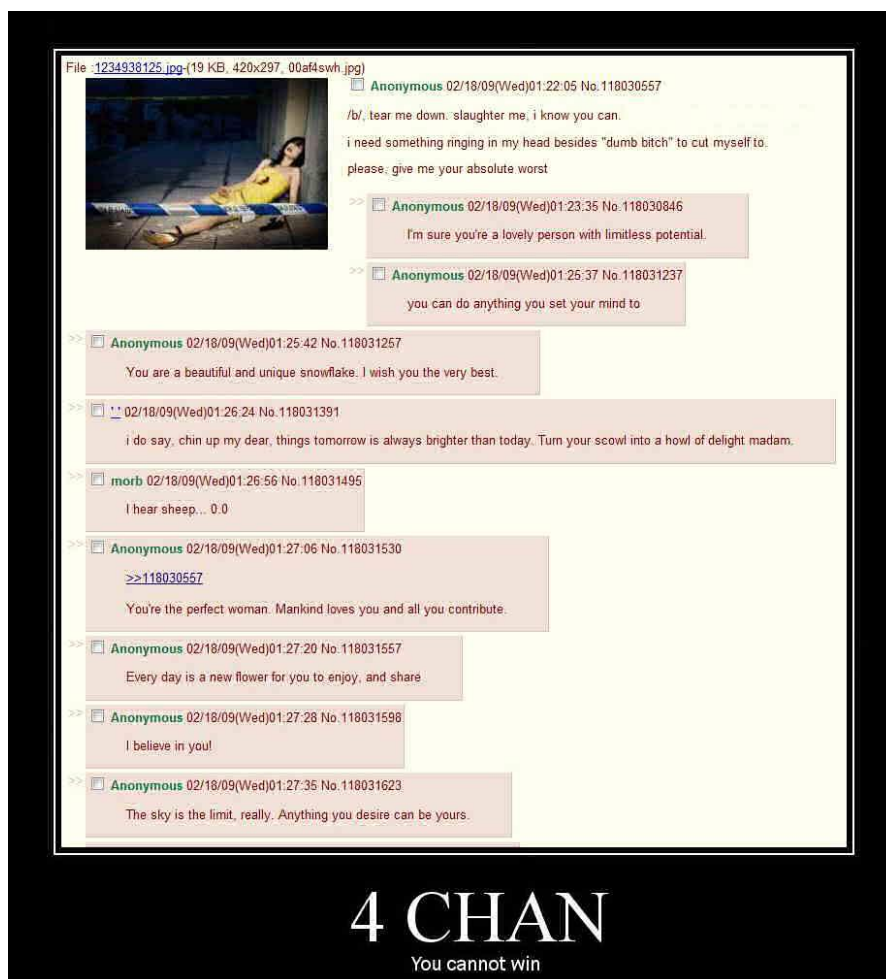 File :1234938125.jpg-(19 KB, 420x297, 00af4swh.jpg)
Anonymous 02/18/09(Wed)01:22:05 No.118030557
/b/, tear me down. slaughter me, i know you can.
i need something ringing in my head besides "dumb bitch" to cut myself to.
please, give me your absolute worst
>> Anonymous 02/18/09(Wed)01:23:35 No.118030846
I'm sure you're a lovely person with limitless potential.
>> Anonymous 02/18/09(Wed)01:25:37 No.118031237
you can do anything you set your mind to
>> Anonymous 02/18/09(Wed)01:25:42 No.118031257
You are a beautiful and unique snowflake. I wish you the very best.
>> '.' 02/18/09(Wed)01:26:24 No.118031391
i do say, chin up my dear, things tomorrow is always brighter than today. Turn your scowl into a howl of delight madam.
>> morb 02/18/09(Wed)01:26:56 No.118031495
I hear sheep... 0.0
>> Anonymous 02/18/09(Wed)01:27:06 No.118031530
>>118030557
You're the perfect woman. Mankind loves you and all you contribute.
>> Anonymous 02/18/09(Wed)01:27:20 No.118031557
Every day is a new flower for you to enjoy, and share
>> Anonymous 02/18/09(Wed)01:27:28 No.118031598
I believe in you!
>> Anonymous 02/18/09(Wed)01:27:35 No.118031623
The sky is the limit, really. Anything you desire can be yours.
4 CHAN
You cannot win